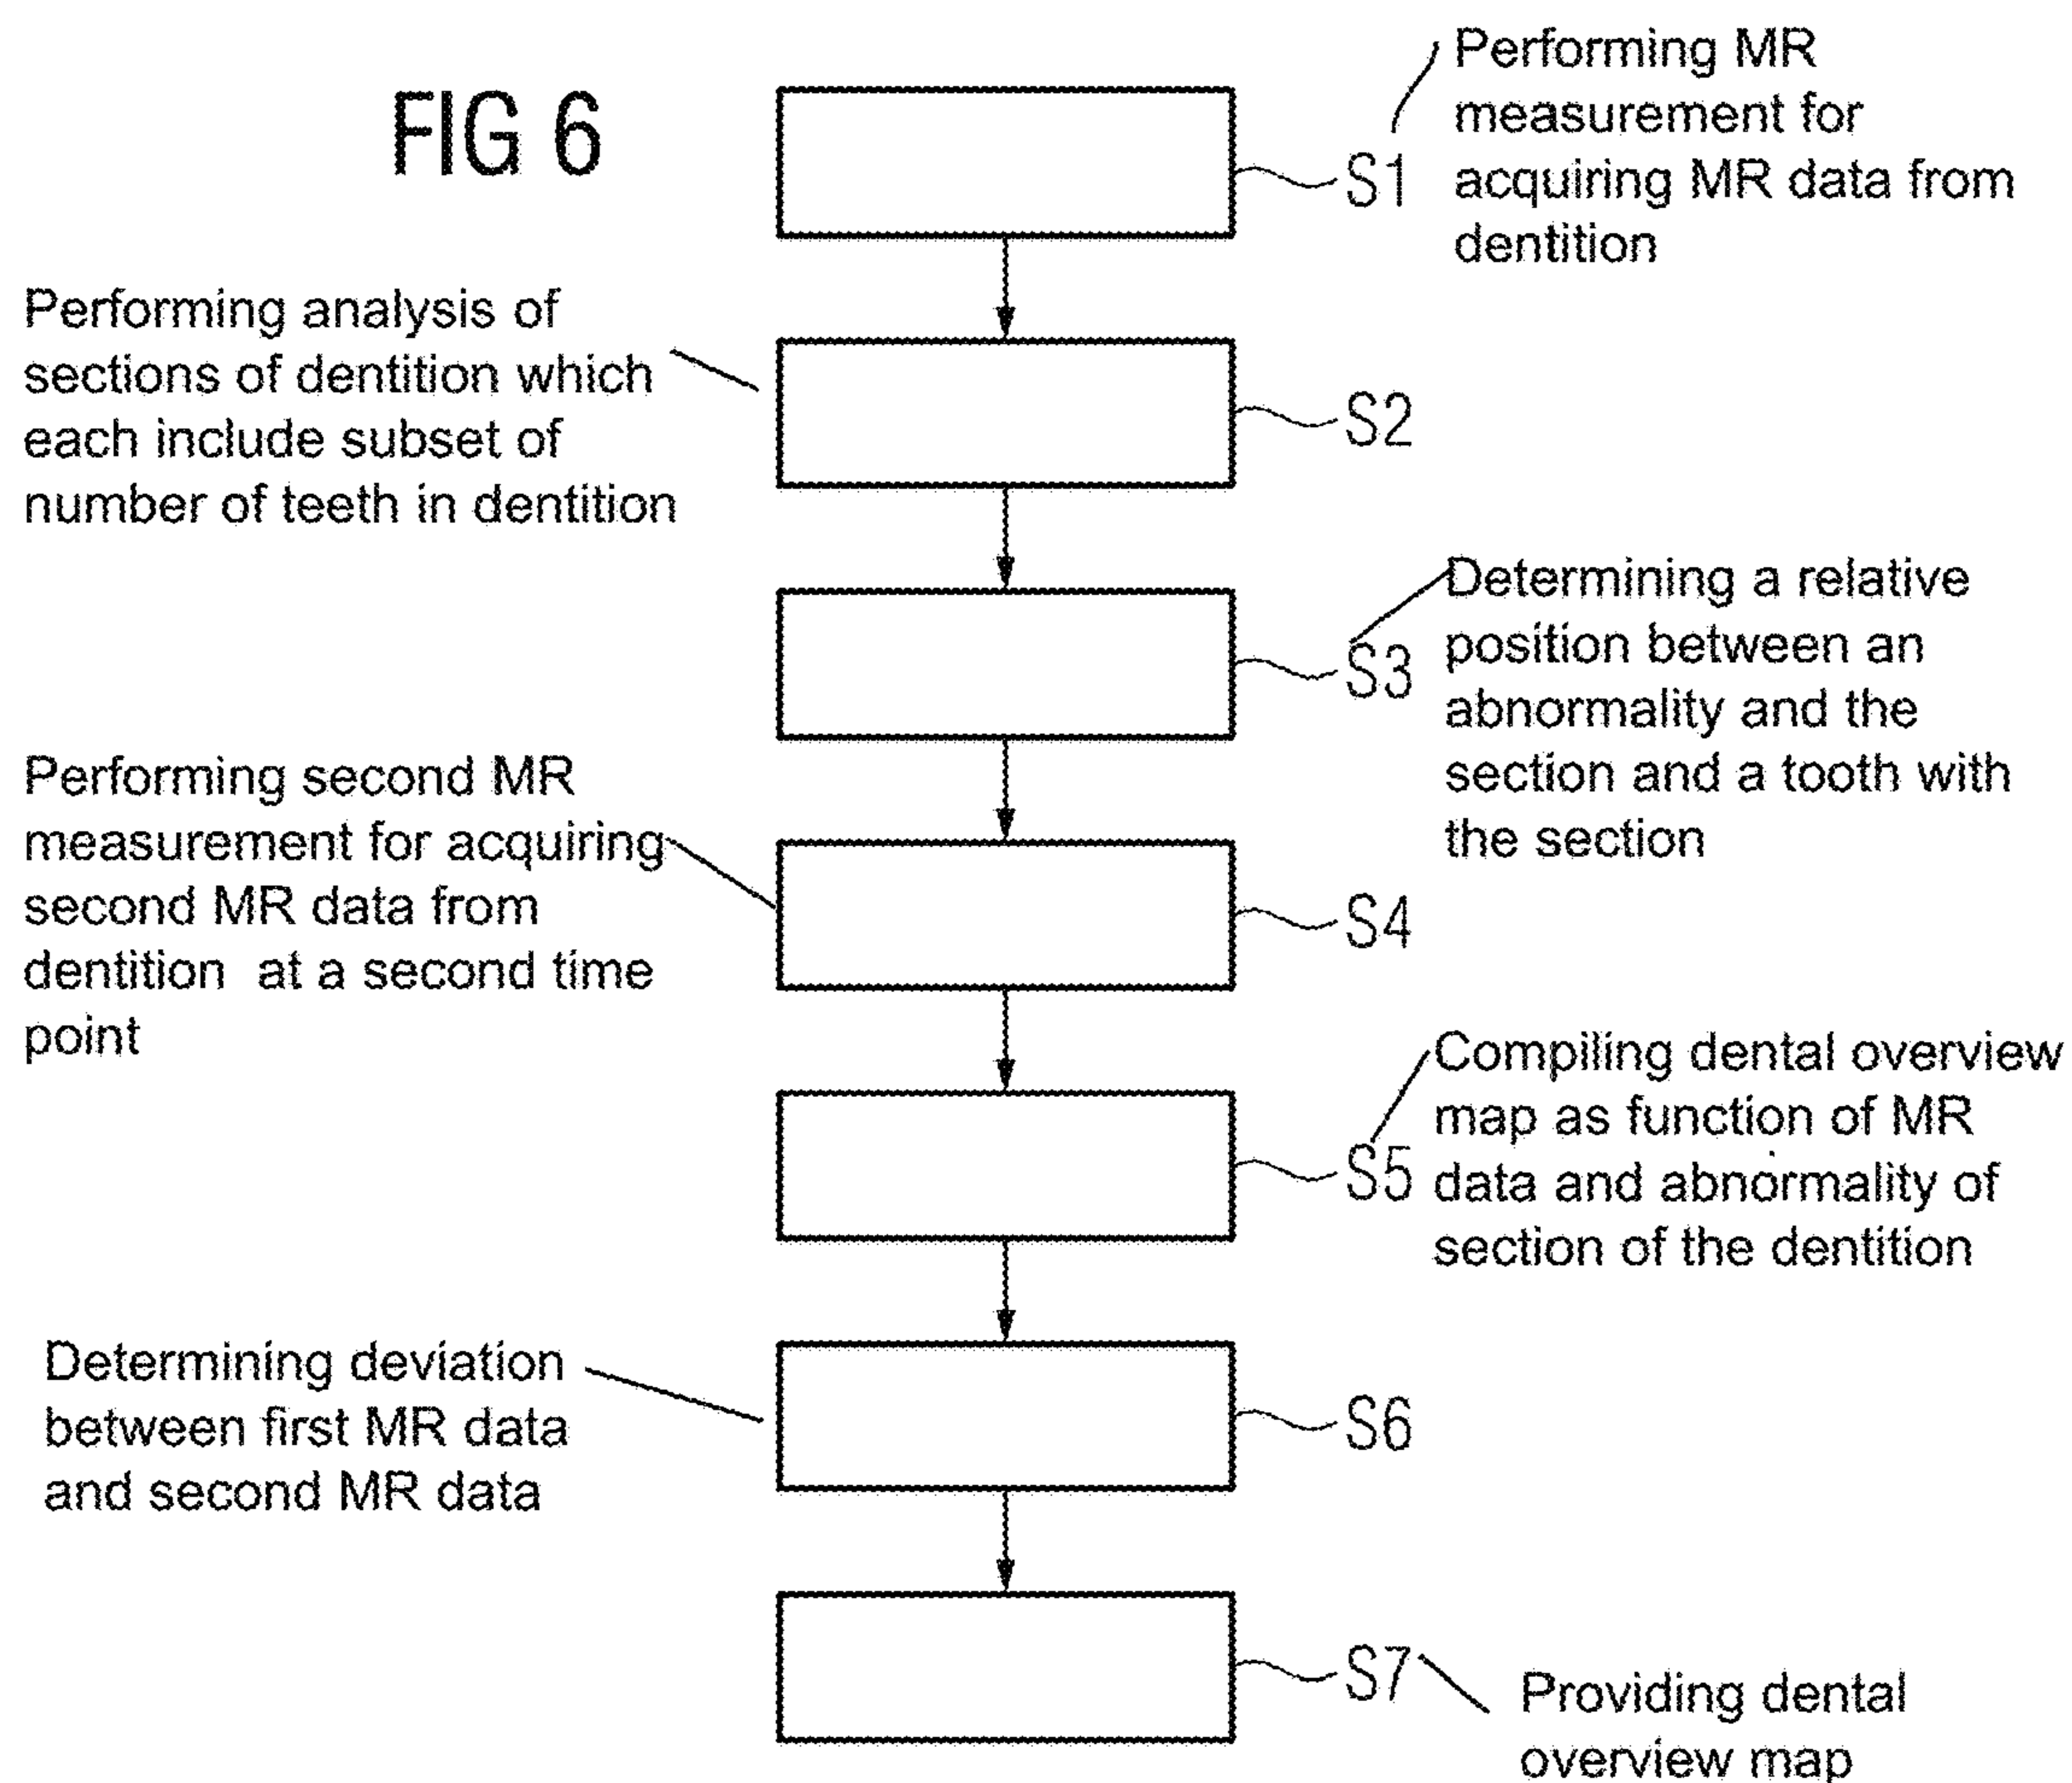 FIG 6
Performing MR
measurement for
acquiring MR data from
dentition
S1
Performing analysis of
sections of dentition which
each include subset of
number of teeth in dentition
S2
Determining a relative
position between an
abnormality and the
section and a tooth with
the section
S3
Performing second MR
measurement for acquiring
second MR data from
dentition at a second time
point
S4
Compiling dental overview
map as function of MR
data and abnormality of
section of the dentition
S5
Determining deviation
between first MR data
and second MR data
S6
S7
Providing dental
overview map